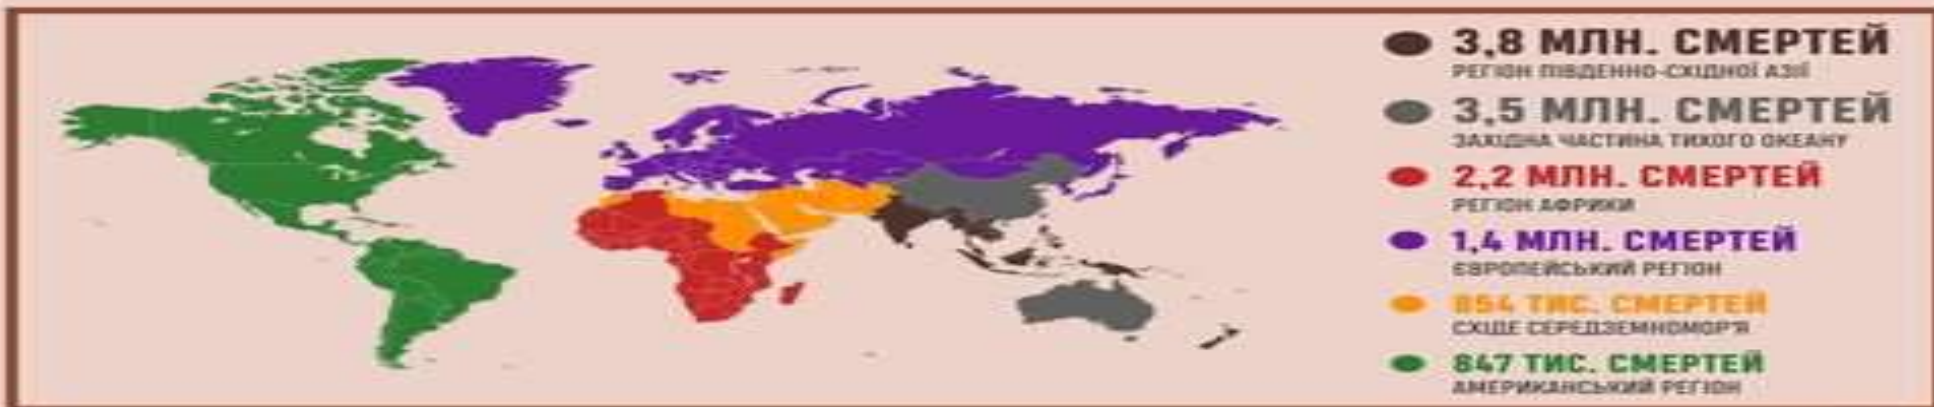 3,8 МЛН. СМЕРТЕЙ
РЕГІОН ПІВДЕННО-СХІДНОЇ АЗІЇ
3,5 МЛН. СМЕРТЕЙ
ЗАХІДНА ЧАСТИНА ТИХОГО ОКЕАНУ
2,2 МЛН. СМЕРТЕЙ
РЕГІОН АФРИКИ
1,4 МЛН. СМЕРТЕЙ
ЄВРОПЕЙСЬКИЙ РЕГІОН
854 ТИС. СМЕРТЕЙ
СХІДЕ СЕРЕДЗЕМНОМОР'Я
847 ТИС. СМЕРТЕЙ
АМЕРИКАНСЬКИЙ РЕГІОН